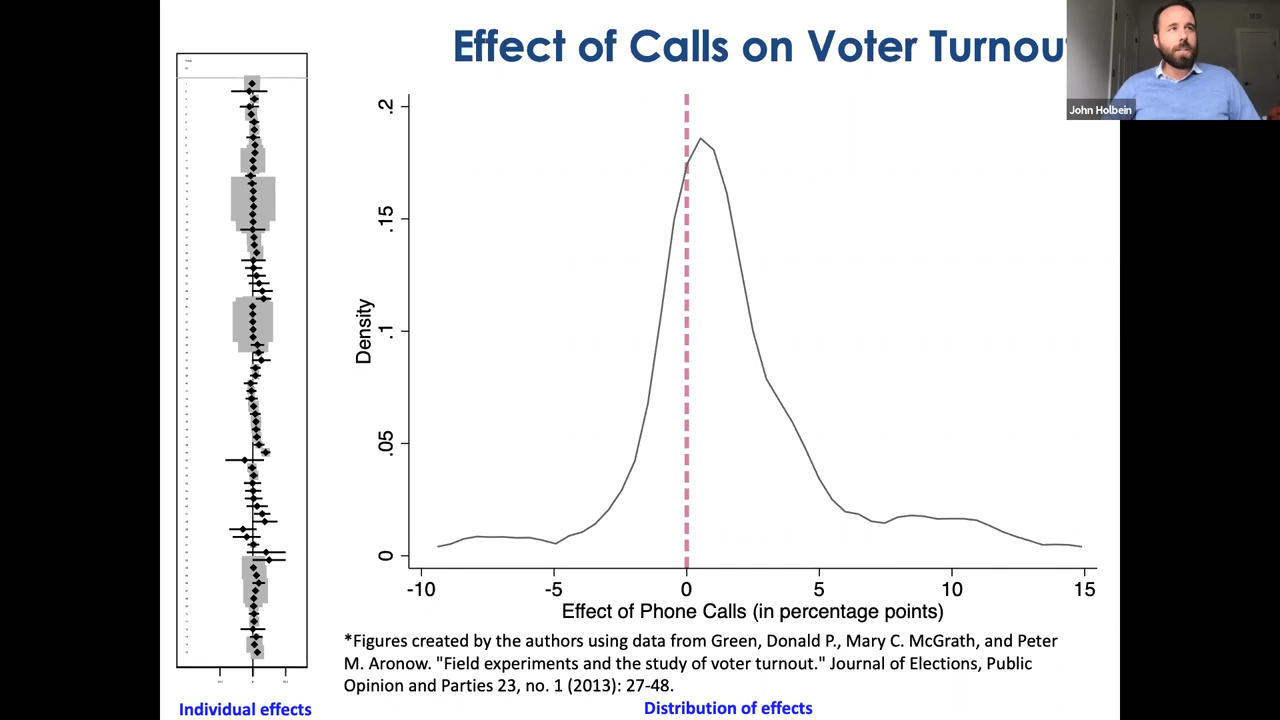 Effect of Calls on Voter Turnou
John Holbein
.2
.15
.1
.05
0
Density
-10
-5
0
5
10
15
Effect of Phone Calls (in percentage points)
*Figures created by the authors using data from Green, Donald P., Mary C. McGrath, and Peter
M. Aronow. "Field experiments and the study of voter turnout." Journal of Elections, Public
Opinion and Parties 23, no. 1 (2013): 27-48.
Individual effects
Distribution of effects